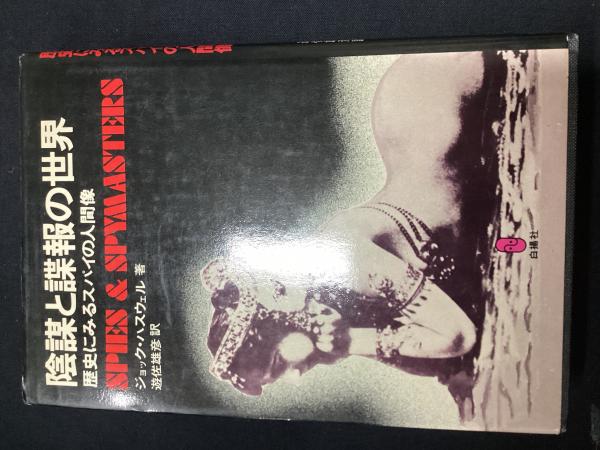 陰謀と諜報の世界
歴史にみるスパイの人間像
SPIES & SPYMASTERS
ジョック・ハスウェル 著
遊佐雄彦 訳
白揚社